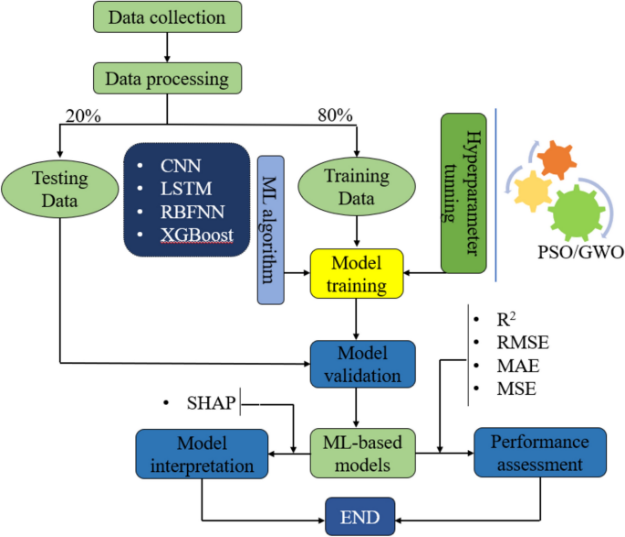 Data collection
Data processing
20%
80%
Testing
Data
• CNN
• LSTM
• RBFNN
• XGBoost
ML algorithm
Training
Data
Hyperparameter
tunning
PSO/GWO
Model
training
• R²
• RMSE
• MAE
• MSE
Model
validation
• SHAP
Model
interpretation
ML-based
models
Performance
assessment
END